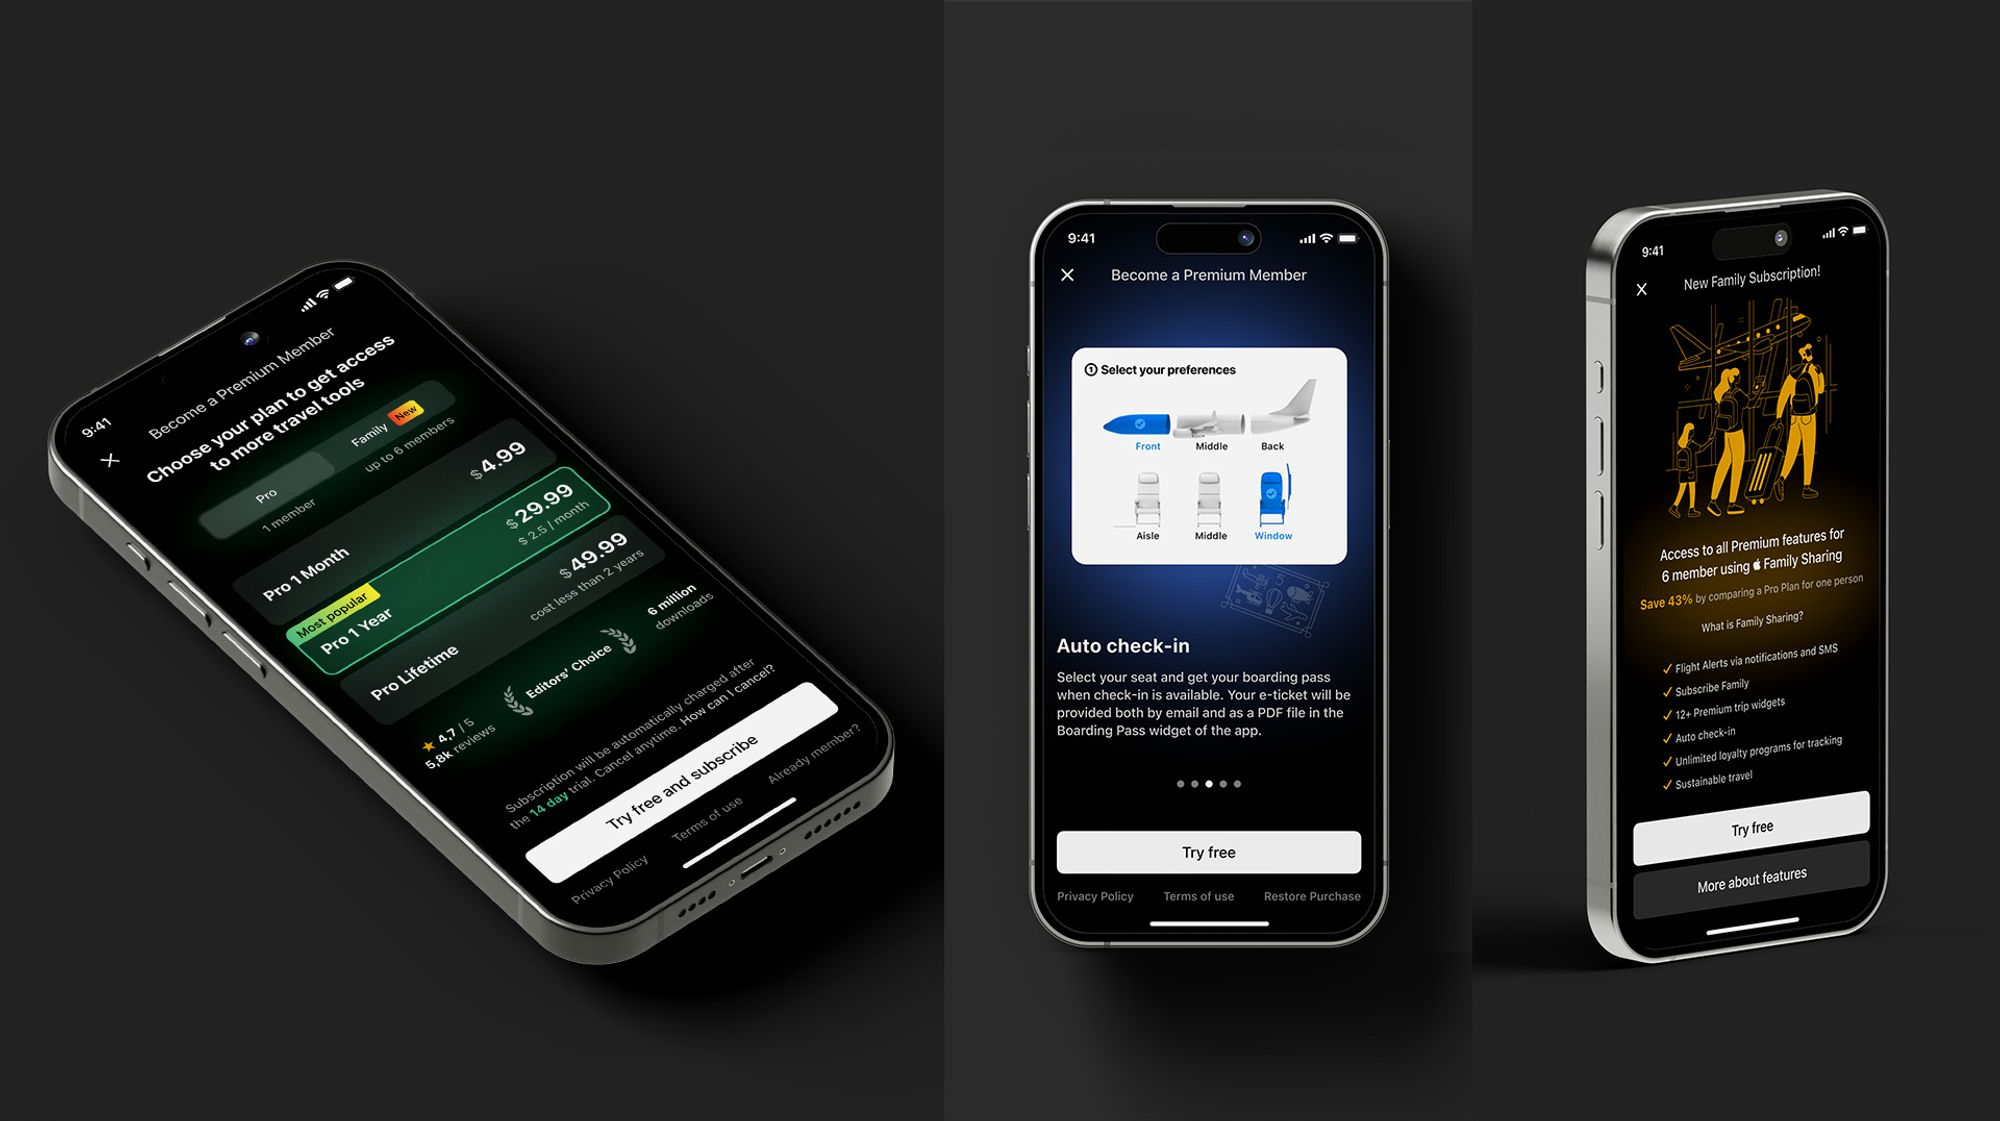 9:41
Become a Premium Member
Choose your plan to get access
to more travel tools
Pro
1 member
Family
New
up to 6 members
Pro 1 Month
$4.99
Most popular
Pro 1 Year
$29.99
$ 2.5 / month
Pro Lifetime
$49.99
cost less than 2 years
4,7 / 5
5,8k reviews
Editors' Choice
6 million
downloads
Subscription will be automatically charged after
the 14 day trial. Cancel anytime. How can I cancel?
Try free and subscribe
Privacy Policy
Terms of use
Already member?
9:41
Become a Premium Member
1 Select your preferences
Front
Middle
Back
Aisle
Middle
Window
Auto check-in
Select your seat and get your boarding pass
when check-in is available. Your e-ticket will be
provided both by email and as a PDF file in the
Boarding Pass widget of the app.
Try free
Privacy Policy
Terms of use
Restore Purchase
9:41
New Family Subscription!
Access to all Premium features for
6 member using Family Sharing
Save 43% by comparing a Pro Plan for one person
What is Family Sharing?
Flight Alerts via notifications and SMS
Subscribe Family
12+ Premium trip widgets
Auto check-in
Unlimited loyalty programs for tracking
Sustainable travel
Try free
More about features